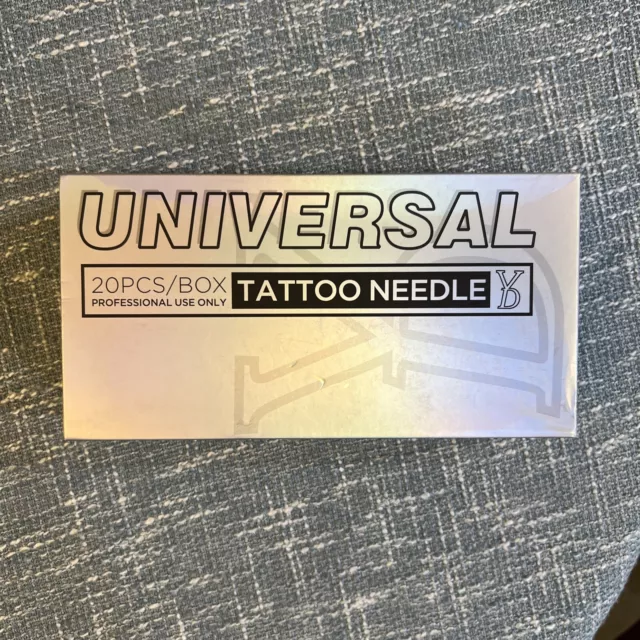 UNIVERSAL
20PCS/BOX
PROFESSIONAL USE ONLY
TATTOO NEEDLE
YD